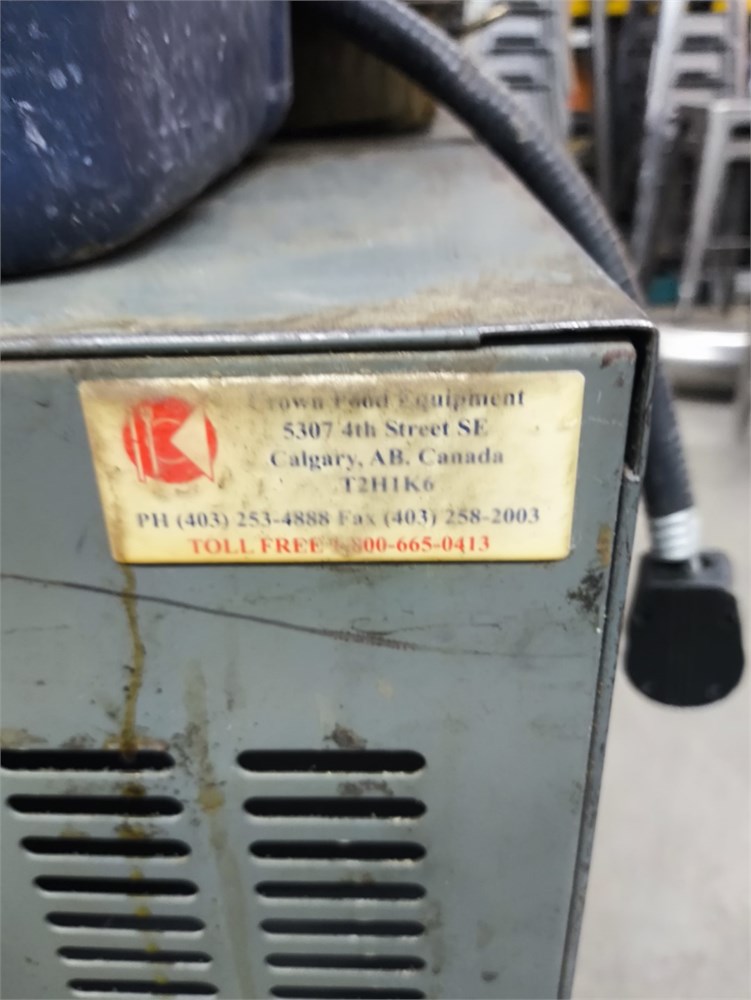 Crown Food Equipment
5307 4th Street SE
Calgary, AB. Canada
T2H1K6
PH (403) 253-4888 Fax (403) 258-2003
TOLL FREE 1-800-665-0413